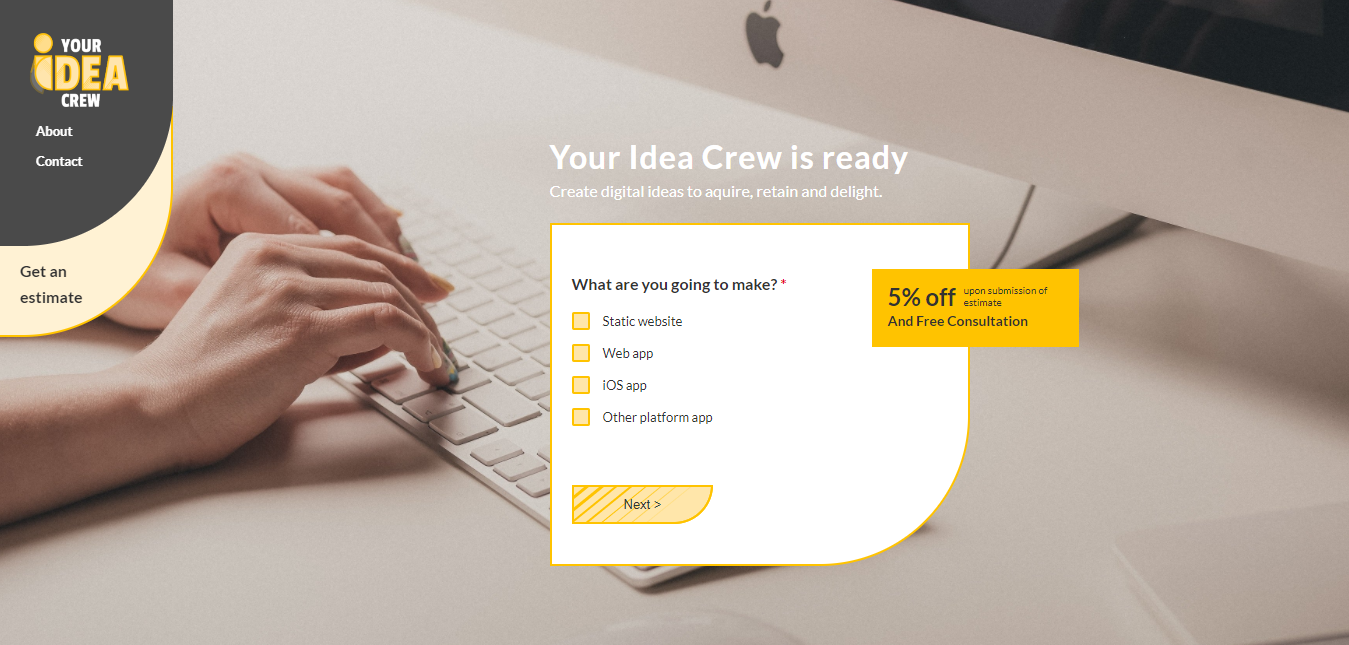 YOUR
iDEA
CREW
About
Contact
Get an
estimate
Your Idea Crew is ready
Create digital ideas to aquire, retain and delight.
What are you going to make? *
Static website
Web app
iOS app
Other platform app
Next >
5% off upon submission of
estimate
And Free Consultation